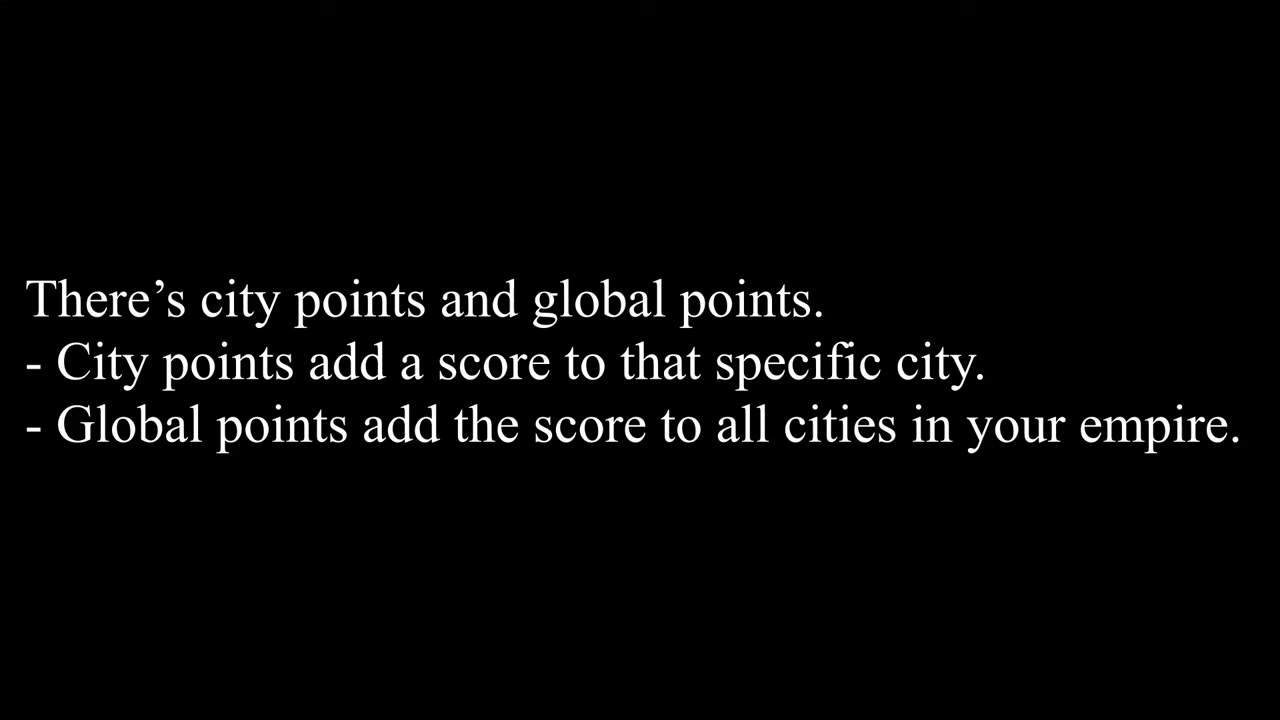 There’s city points and global points.
- City points add a score to that specific city.
- Global points add the score to all cities in your empire.